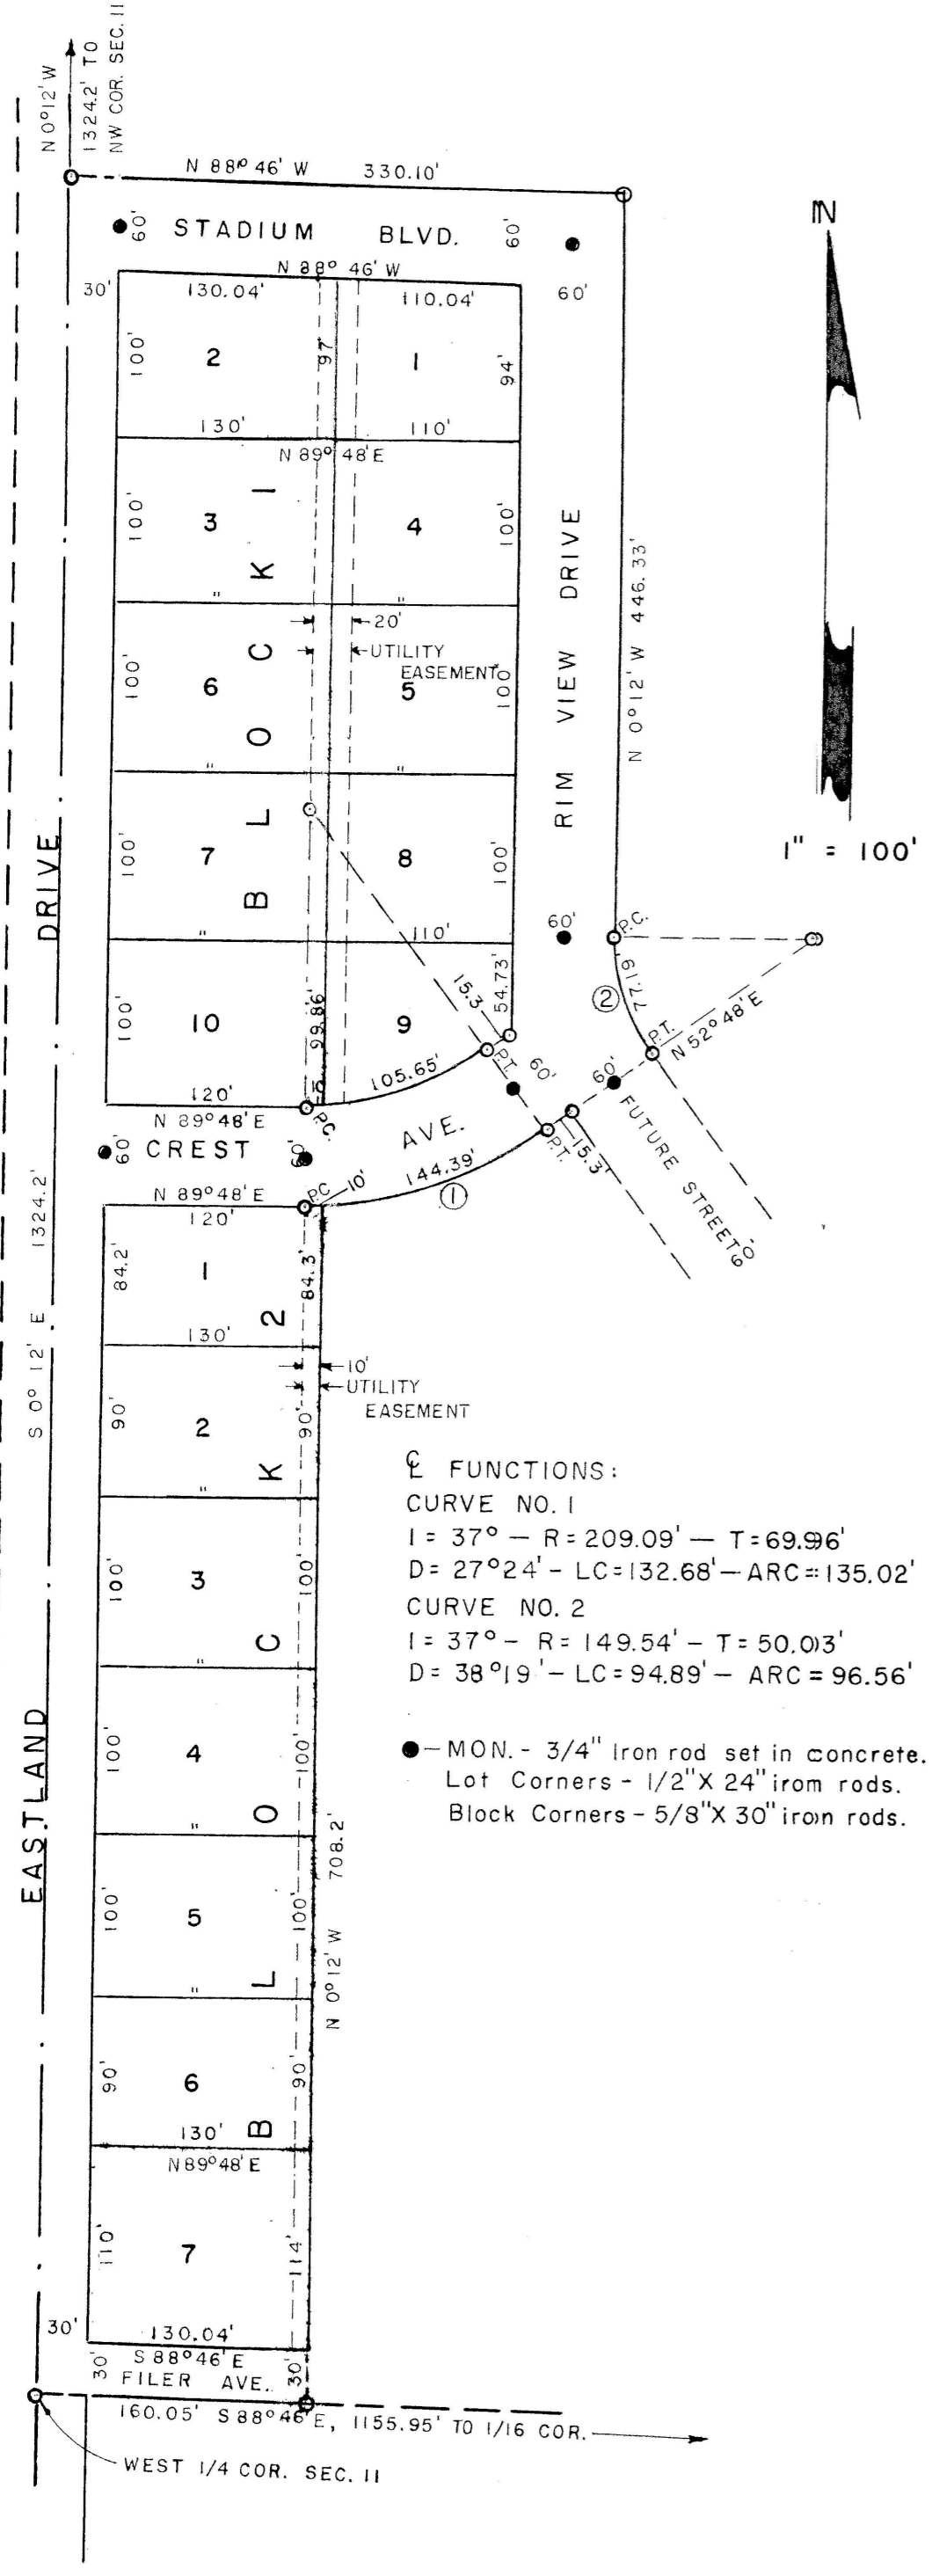 N 0°12' W
1324.2' TO
NW COR. SEC. 11
N 88° 46' W 330.10'
60' STADIUM BLVD. 60'
N 88° 46' W
30' 130.04' 110.04' 60'
N
100' 2 97' 1 94'
130' 110'
N 89° 48' E
100' 3 4 100'
" "
20'
UTILITY
EASEMENT
100' 6 5 100'
" "
BLOCK 1
RIM VIEW DRIVE
N 0°12' W 446.33'
1" = 100'
100' 7 8 100'
" 110'
60' P.C.
100' 10 99.86' 9 54.73'
15.3'
77.19'
2
P.T.
N 52°48' E
120' 10' 105.65' P.T. 60' 60'
N 89°48' E P.C.
60' CREST 60' AVE.
FUTURE STREET 60'
N 89°48' E P.C. 10' 144.39' P.T. 15.3'
120' 1
84.2' 1 84.3'
130'
10'
UTILITY
EASEMENT
90' 2 90'
"
100' 3 100'
"
100' 4 100'
"
100' 5 100'
"
90' 6 90'
130'
N 89°48' E
110' 7 114'
BLOCK 2
N 0°12' W 708.2'
EASTLAND DRIVE
S 0° 12' E 1324.2'
30' 130.04'
S 88°46' E
30' FILER AVE. 30'
160.05' S 88°46' E, 1155.95' TO 1/16 COR.
WEST 1/4 COR. SEC. 11
℄ FUNCTIONS:
CURVE NO. 1
I = 37° - R = 209.09' - T = 69.96'
D = 27°24' - LC = 132.68' - ARC = 135.02'
CURVE NO. 2
I = 37° - R = 149.54' - T = 50.03'
D = 38°19' - LC = 94.89' - ARC = 96.56'
● - MON. - 3/4" Iron rod set in concrete.
Lot Corners - 1/2" X 24" irom rods.
Block Corners - 5/8" X 30" iron rods.